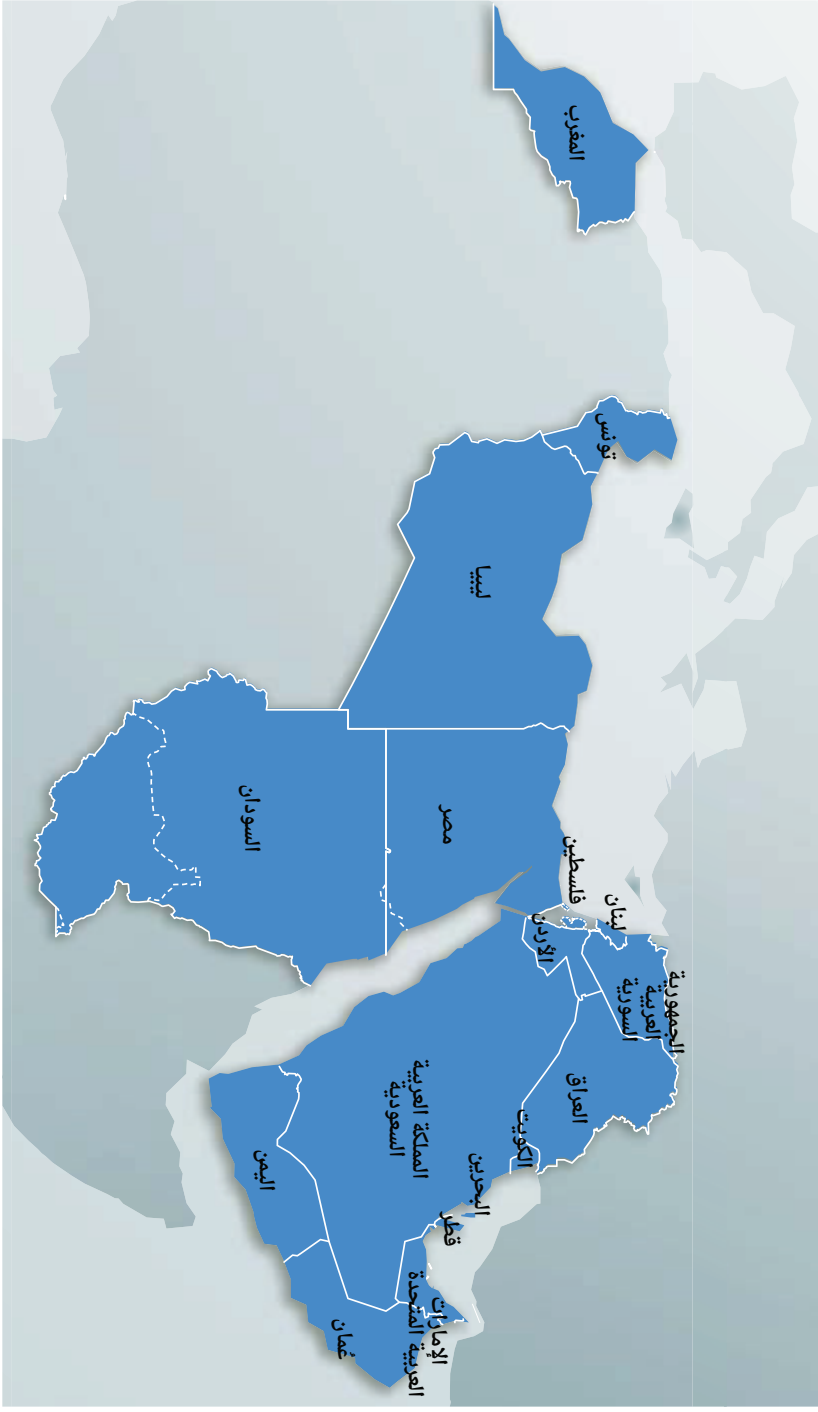 المغرب
تونس
ليبيا
مصر
السودان
فلسطين
لبنان
الأردن
الجمهورية
العربية
السورية
العراق
الكويت
المملكة العربية
السعودية
البحرين
قطر
الإمارات
العربية المتحدة
اليمن
عُمان